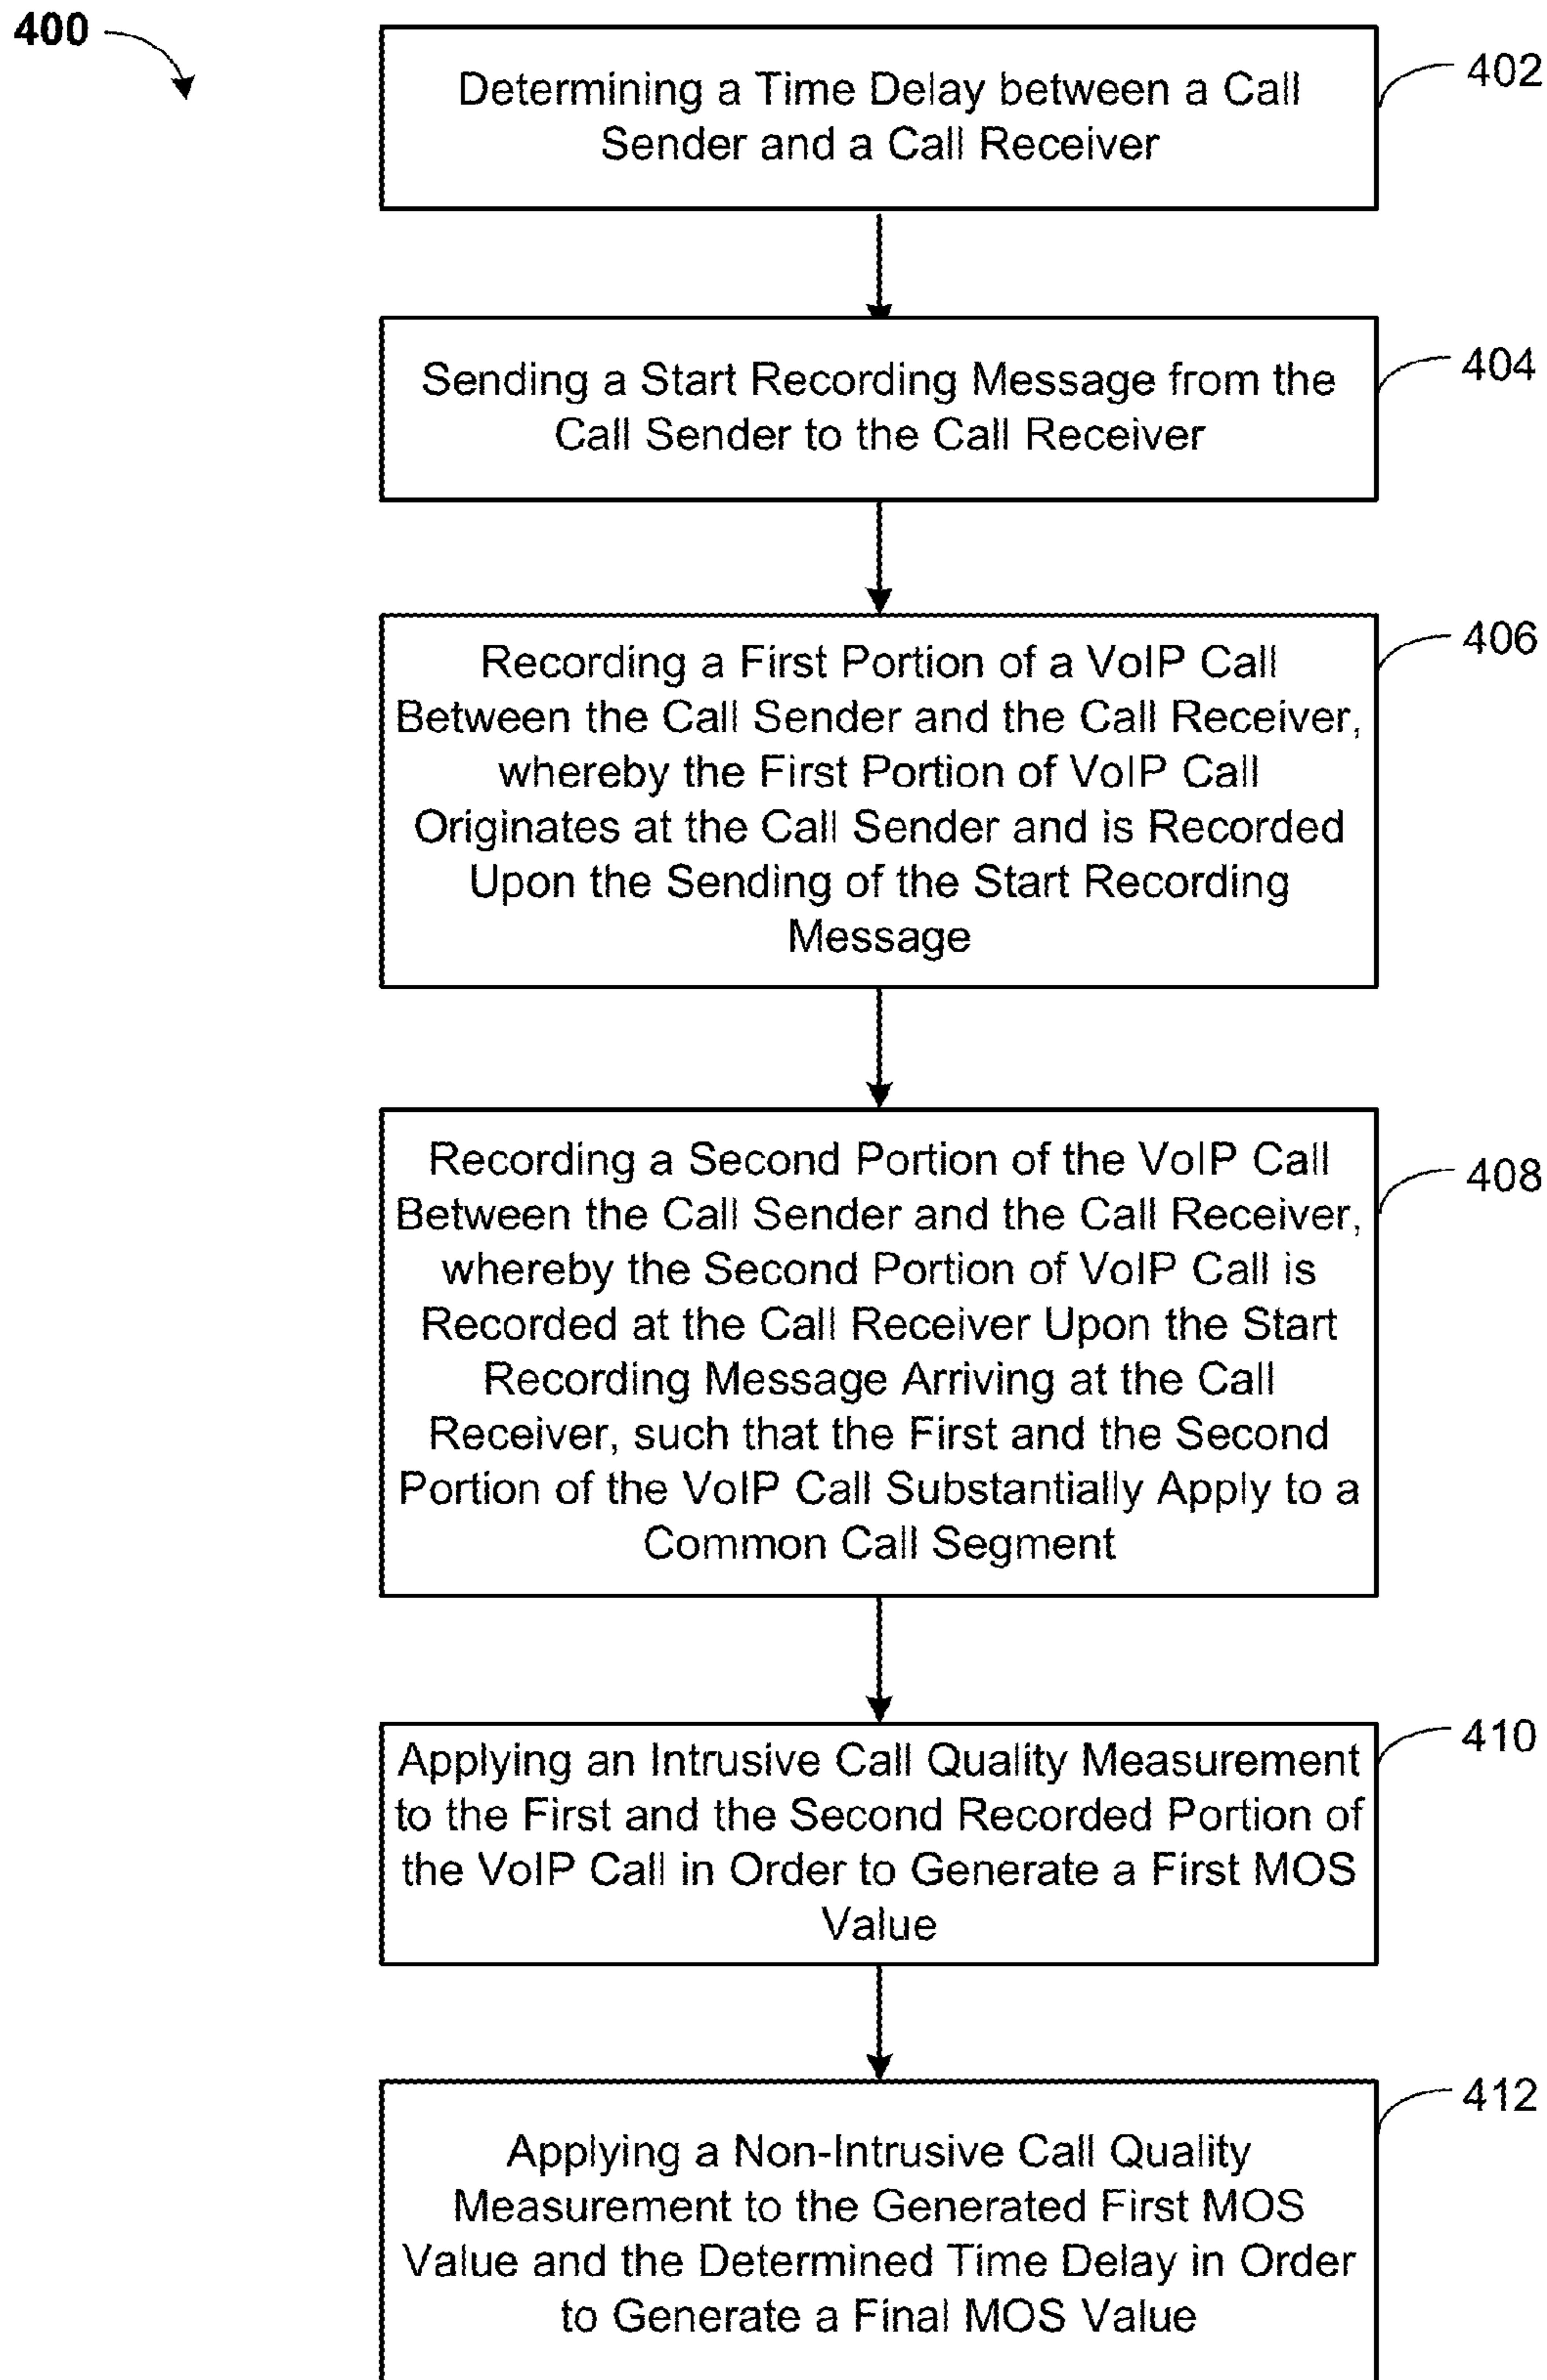 400
Determining a Time Delay between a Call
Sender and a Call Receiver
402
Sending a Start Recording Message from the
Call Sender to the Call Receiver
404
Recording a First Portion of a VoIP Call
Between the Call Sender and the Call Receiver,
whereby the First Portion of VoIP Call
Originates at the Call Sender and is Recorded
Upon the Sending of the Start Recording
Message
406
Recording a Second Portion of the VoIP Call
Between the Call Sender and the Call Receiver,
whereby the Second Portion of VoIP Call is
Recorded at the Call Receiver Upon the Start
Recording Message Arriving at the Call
Receiver, such that the First and the Second
Portion of the VoIP Call Substantially Apply to a
Common Call Segment
408
Applying an Intrusive Call Quality Measurement
to the First and the Second Recorded Portion of
the VoIP Call in Order to Generate a First MOS
Value
410
Applying a Non-Intrusive Call Quality
Measurement to the Generated First MOS
Value and the Determined Time Delay in Order
to Generate a Final MOS Value
412